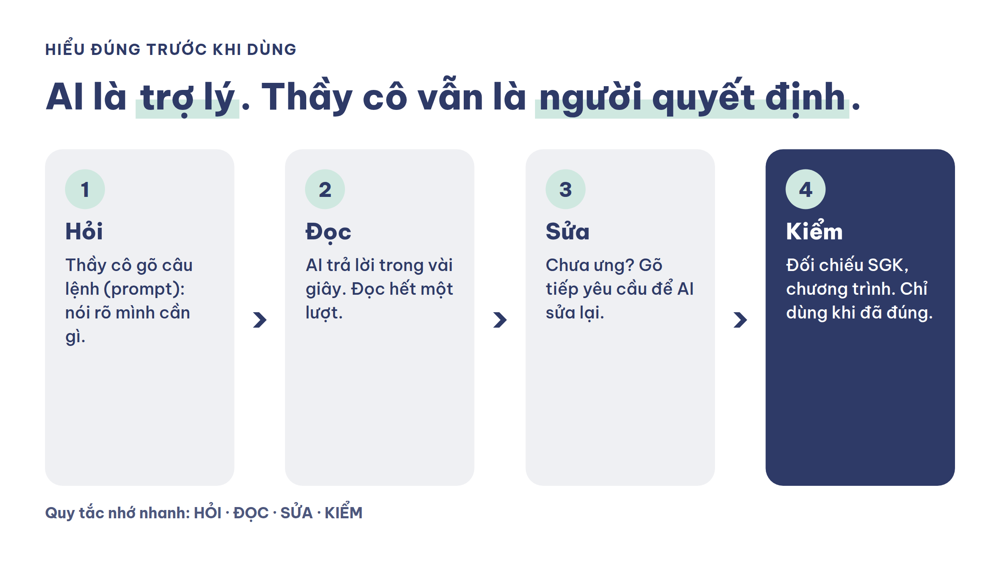 HIỂU ĐÚNG TRƯỚC KHI DÙNG
AI là trợ lý. Thầy cô vẫn là người quyết định.
1
Hỏi
Thầy cô gõ câu
lệnh (prompt):
nói rõ mình cần
gì.
2
Đọc
AI trả lời trong vài
giây. Đọc hết một
lượt.
3
Sửa
Chưa ưng? Gõ
tiếp yêu cầu để AI
sửa lại.
4
Kiểm
Đối chiếu SGK,
chương trình. Chỉ
dùng khi đã đúng.
Quy tắc nhớ nhanh: HỎI · ĐỌC · SỬA · KIỂM